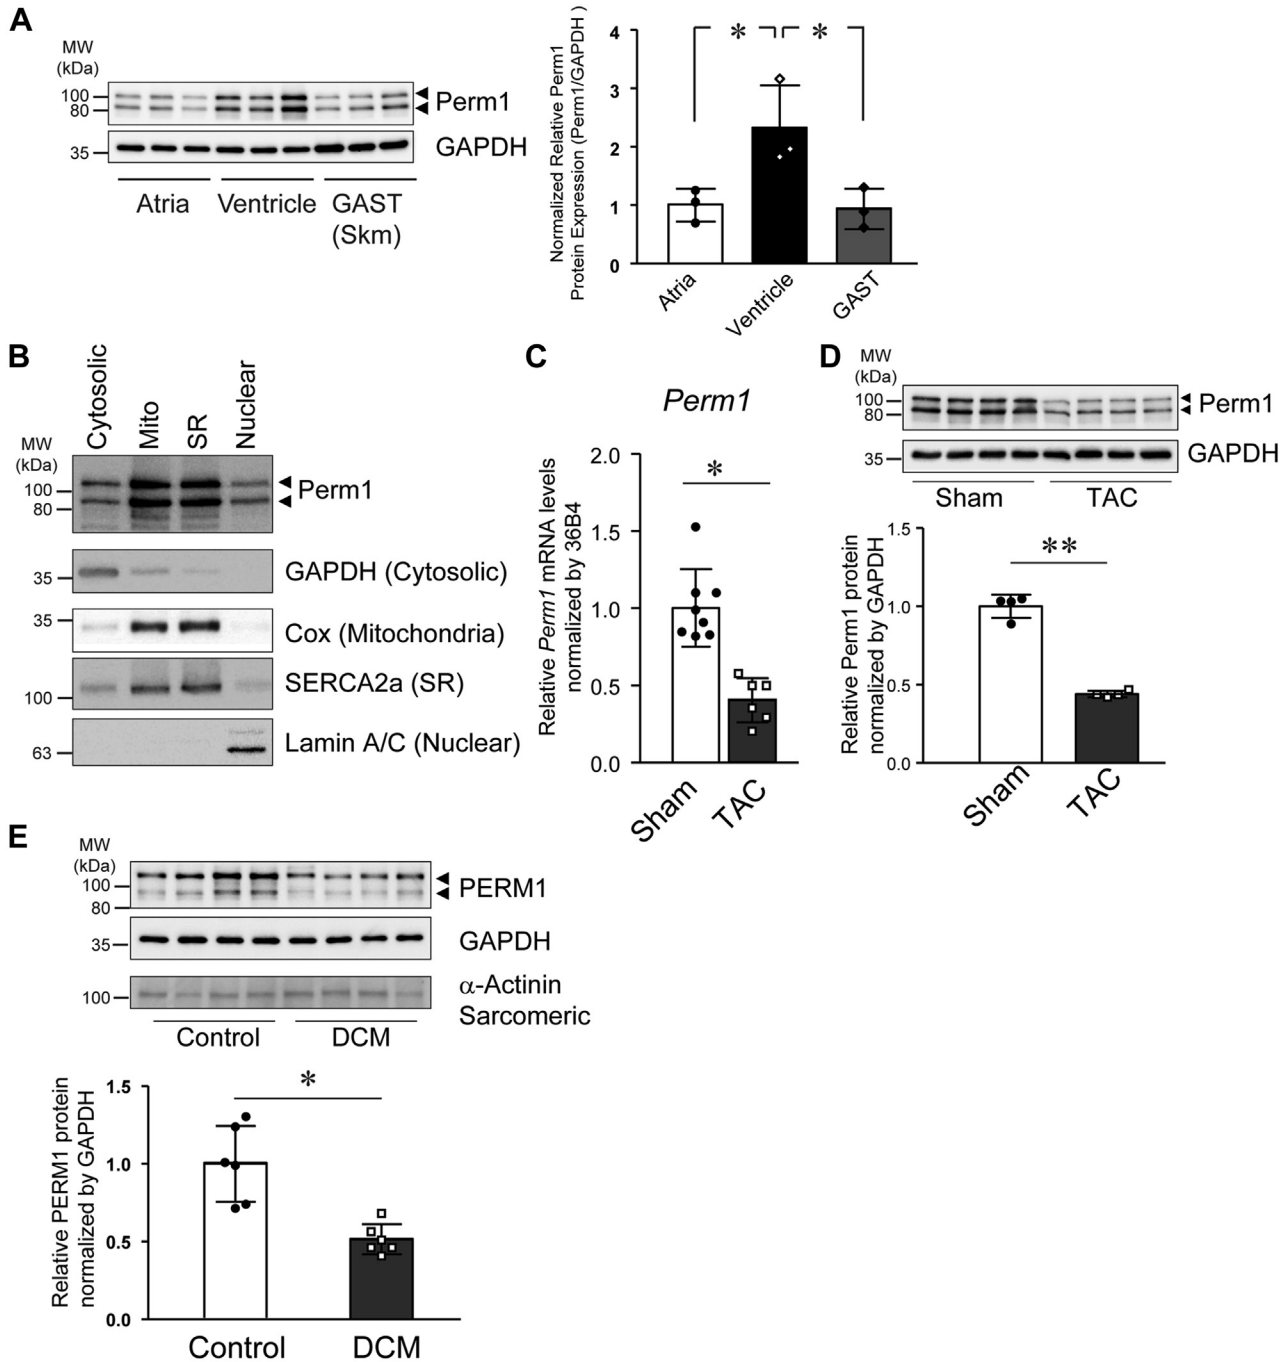 A
MW
(kDa)
100
80
35
Perm1
GAPDH
Atria
Ventricle
GAST
(Skm)
Normalized Relative Perm1
Protein Expression (Perm1/GAPDH )
4
3
2
1
0
*
*
Atria
Ventricle
GAST
B
Cytosolic
Mito
SR
Nuclear
MW
(kDa)
100
80
Perm1
35
GAPDH (Cytosolic)
35
Cox (Mitochondria)
100
SERCA2a (SR)
63
Lamin A/C (Nuclear)
C
Perm1
Relative Perm1 mRNA levels
normalized by 36B4
2.0
1.5
1.0
0.5
0.0
*
Sham
TAC
D
MW
(kDa)
100
80
35
Perm1
GAPDH
Sham
TAC
Relative Perm1 protein
normalized by GAPDH
1.5
1.0
0.5
0.0
**
Sham
TAC
E
MW
(kDa)
100
80
PERM1
35
GAPDH
100
α-Actinin
Sarcomeric
Control
DCM
Relative PERM1 protein
normalized by GAPDH
1.5
1.0
0.5
0.0
*
Control
DCM